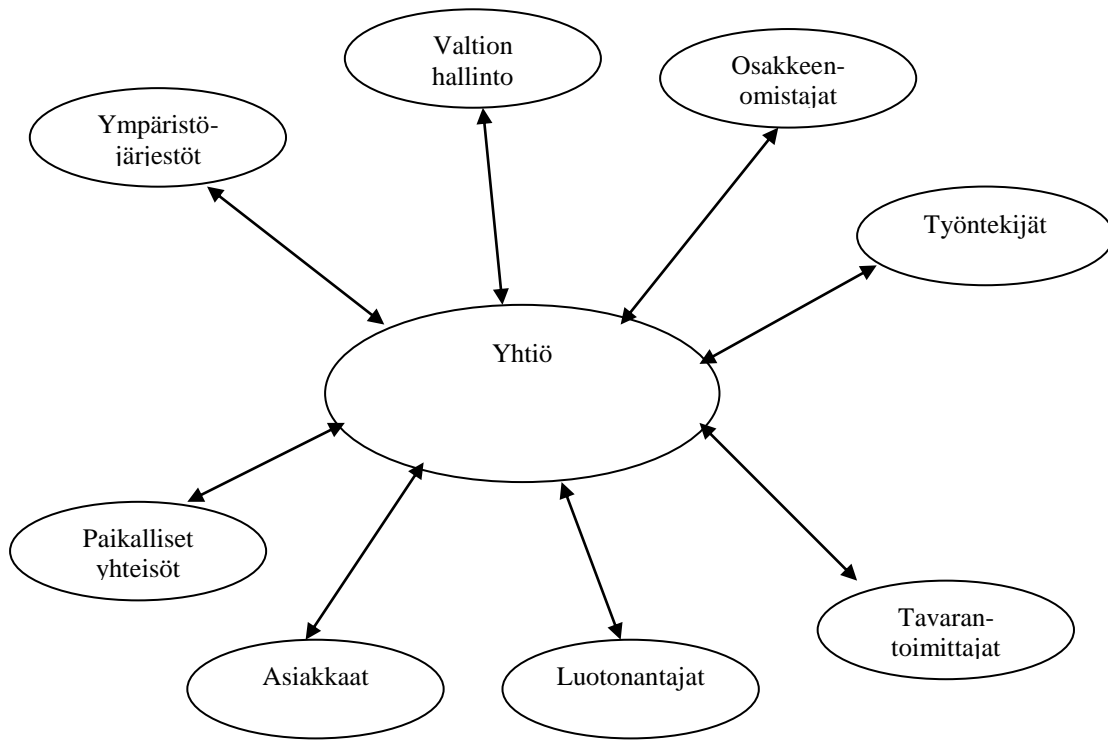 Valtion
hallinto
Osakkeen-
omistajat
Ympäristö-
järjestöt
Työntekijät
Yhtiö
Paikalliset
yhteisöt
Tavaran-
toimittajat
Asiakkaat
Luotonantajat